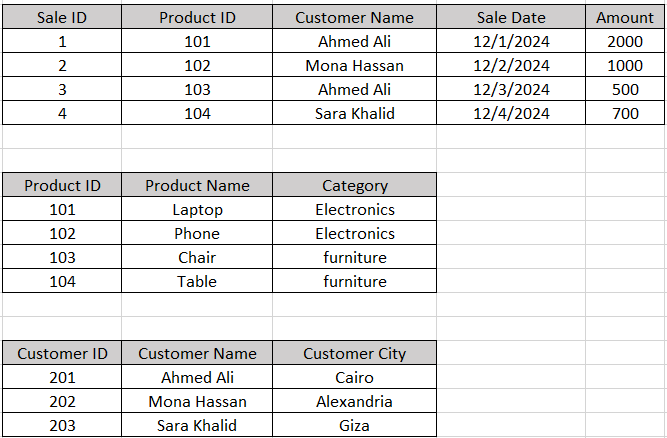 Sale ID Product ID Customer Name Sale Date Amount
1 101 Ahmed Ali 12/1/2024 2000
2 102 Mona Hassan 12/2/2024 1000
3 103 Ahmed Ali 12/3/2024 500
4 104 Sara Khalid 12/4/2024 700
Product ID Product Name Category
101 Laptop Electronics
102 Phone Electronics
103 Chair furniture
104 Table furniture
Customer ID Customer Name Customer City
201 Ahmed Ali Cairo
202 Mona Hassan Alexandria
203 Sara Khalid Giza